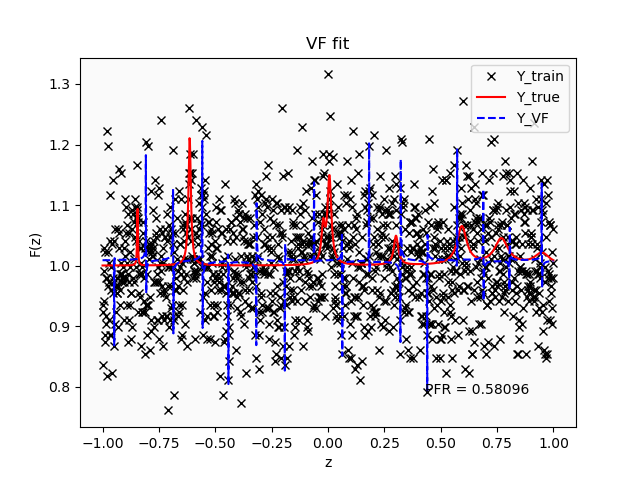 VF fit
Y_train
Y_true
Y_VF
F(z)
1.3
1.2
1.1
1.0
0.9
0.8
PFR = 0.58096
−1.00 −0.75 −0.50 −0.25 0.00 0.25 0.50 0.75 1.00
z